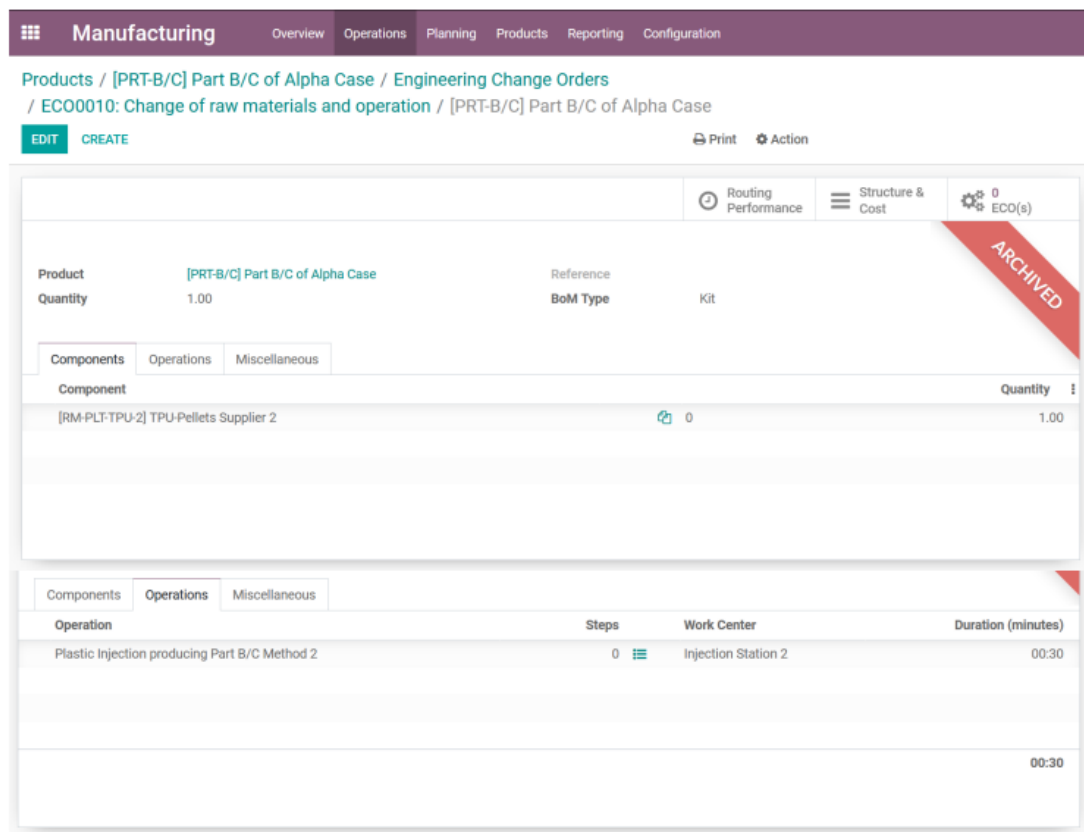 Manufacturing Overview Operations Planning Products Reporting Configuration
Products / [PRT-B/C] Part B/C of Alpha Case / Engineering Change Orders
/ ECO0010: Change of raw materials and operation / [PRT-B/C] Part B/C of Alpha Case
EDIT CREATE Print Action
Routing Performance Structure & Cost 0 ECO(s)
ARCHIVED
Product [PRT-B/C] Part B/C of Alpha Case Reference
Quantity 1.00 BoM Type Kit
Components Operations Miscellaneous
Component Quantity
[RM-PLT-TPU-2] TPU-Pellets Supplier 2 0 1.00
Components Operations Miscellaneous
Operation Steps Work Center Duration (minutes)
Plastic Injection producing Part B/C Method 2 0 Injection Station 2 00:30
00:30